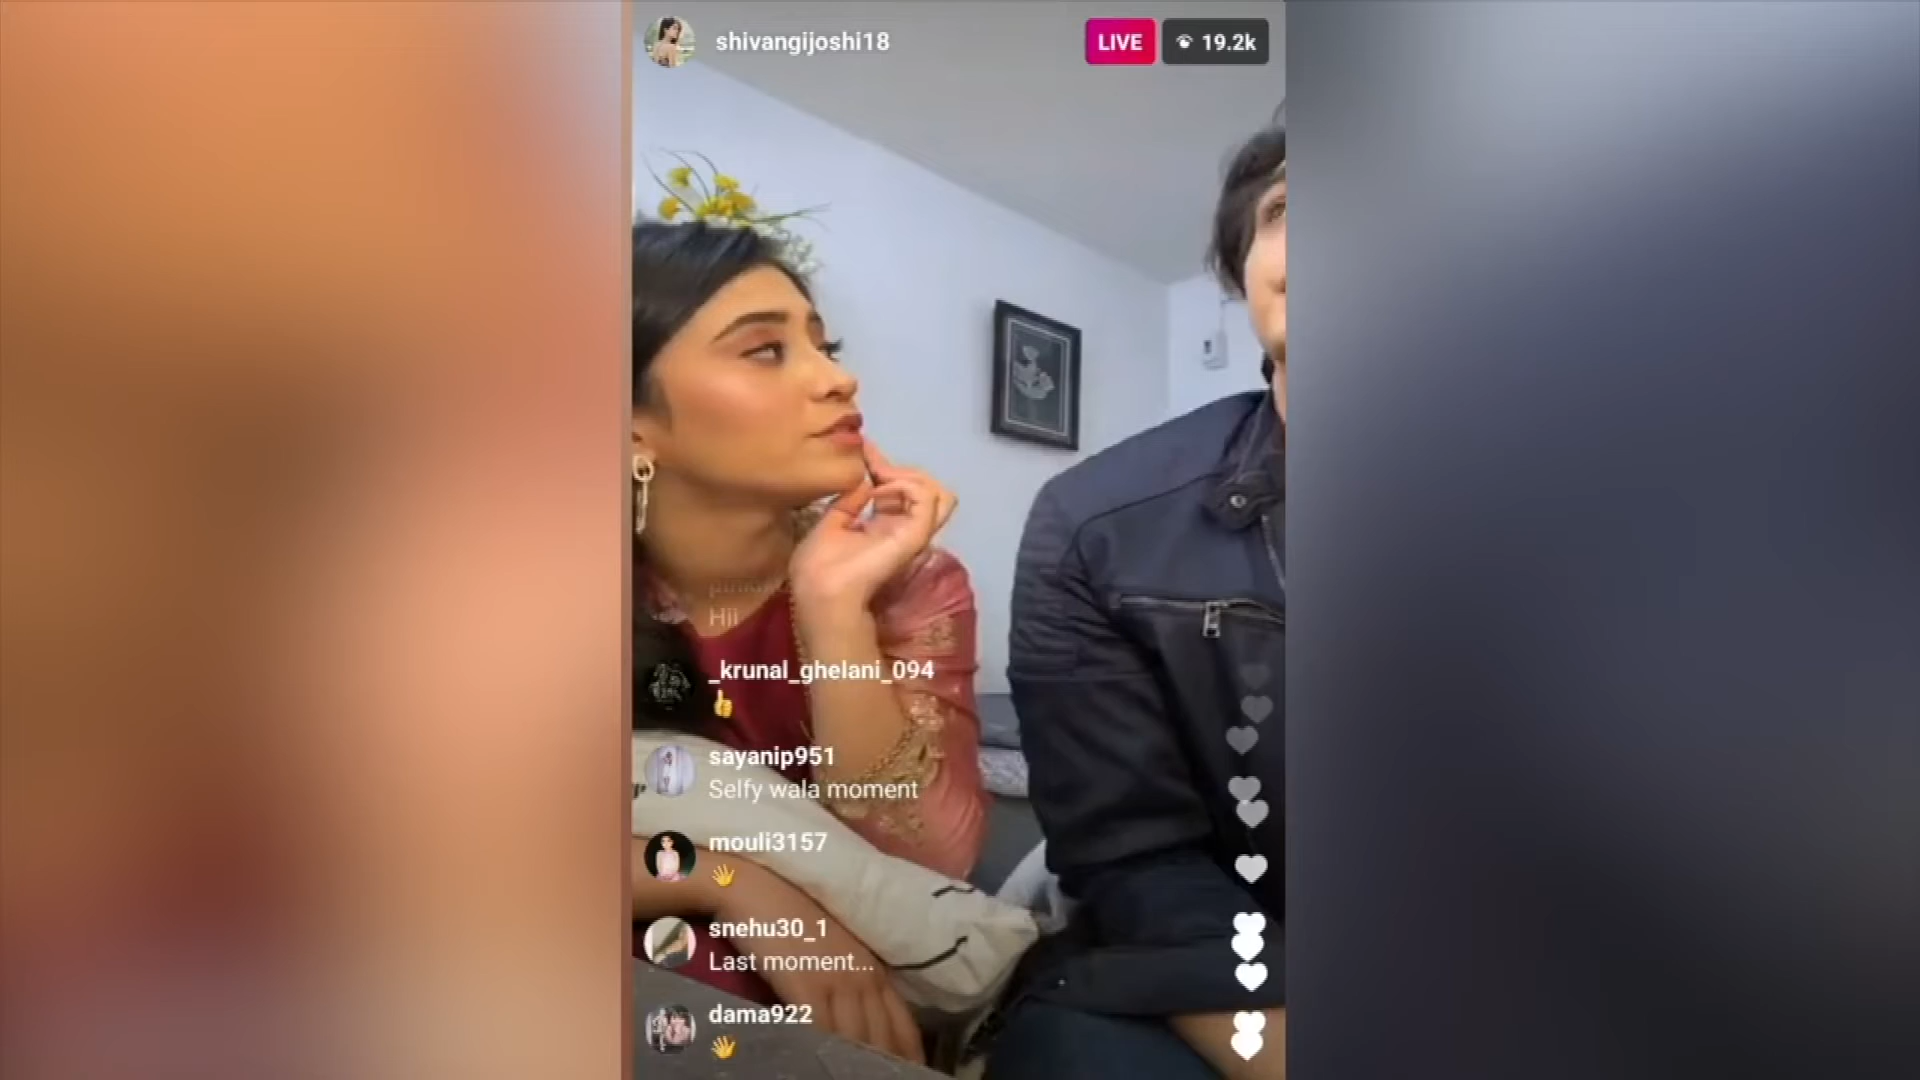 shivangijoshi18
LIVE
19.2k
Hii
_krunal_ghelani_094
👍
sayanip951
Selfy wala moment
mouli3157
👋
snehu30_1
Last moment...
dama922
👋